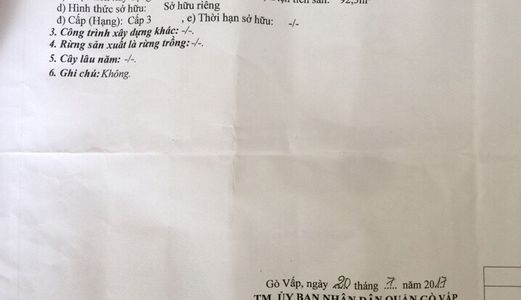 d) Hình thức sở hữu: Sở hữu riêng
đ) Cấp (Hạng): Cấp 3 , e) Thời hạn sở hữu: -/-
3. Công trình xây dựng khác: -/-.
4. Rừng sản xuất là rừng trồng: -/-.
5. Cây lâu năm: -/-.
6. Ghi chú: Không.
Gò Vấp, ngày 20 tháng 7 năm 2017
TM. ỦY BAN NHÂN DÂN QUẬN GÒ VẤP